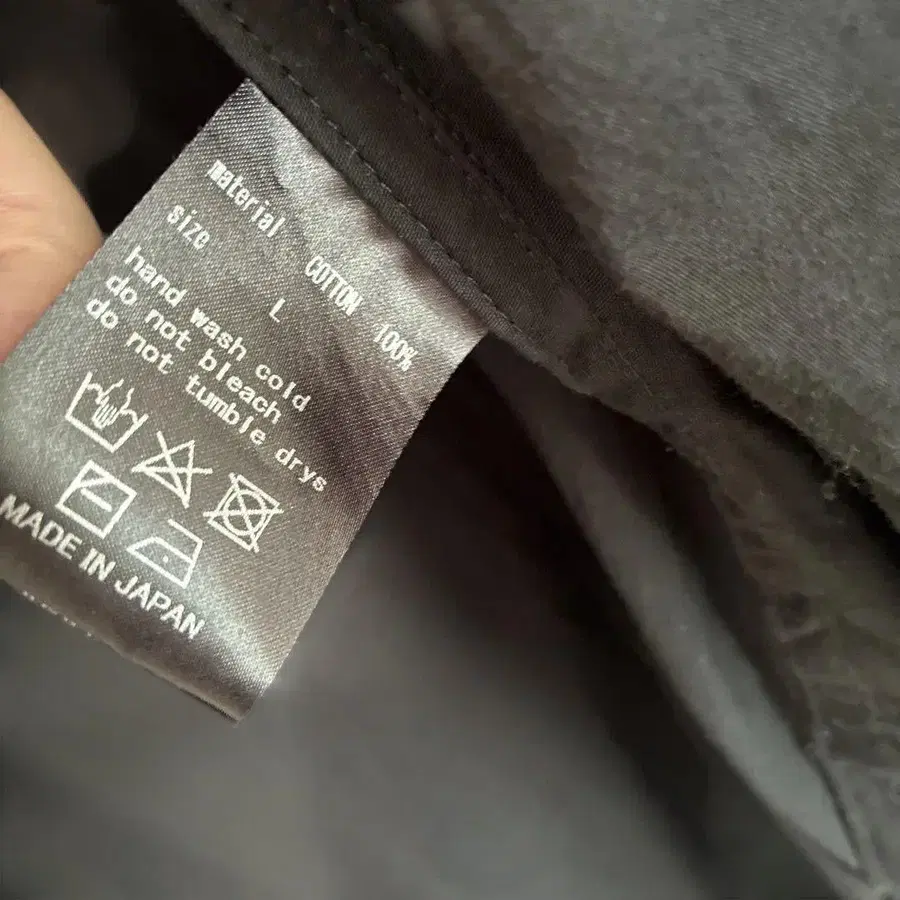 material COTTON 100%
size L
hand wash cold
do not bleach
do not tumble drys
MADE IN JAPAN